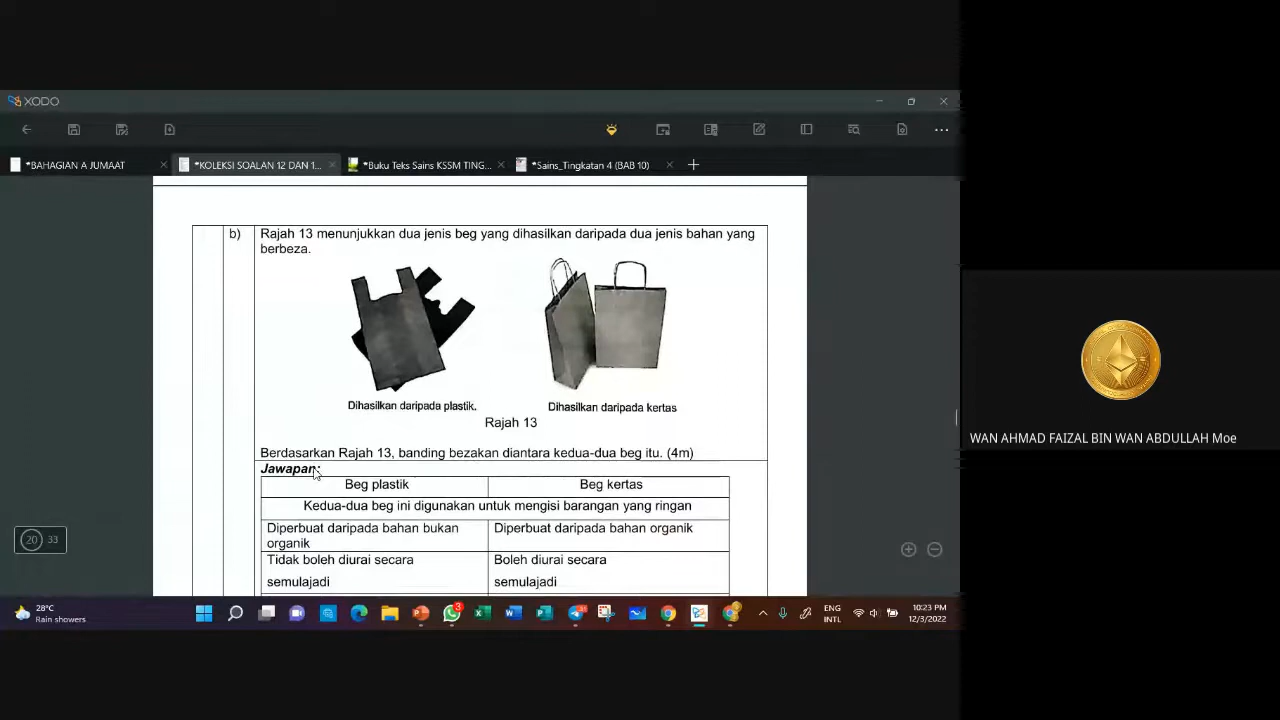 XODO
*BAHAGIAN A JUMAAT
*KOLEKSI SOALAN 12 DAN 1...
*Buku Teks Sains KSSM TING...
*Sains_Tingkatan 4 (BAB 10)
b) Rajah 13 menunjukkan dua jenis beg yang dihasilkan daripada dua jenis bahan yang
berbeza.
Dihasilkan daripada plastik.
Dihasilkan daripada kertas
Rajah 13
Berdasarkan Rajah 13, banding bezakan diantara kedua-dua beg itu. (4m)
Jawapan:
Beg plastik
Beg kertas
Kedua-dua beg ini digunakan untuk mengisi barangan yang ringan
Diperbuat daripada bahan bukan
organik
Diperbuat daripada bahan organik
Tidak boleh diurai secara
semulajadi
Boleh diurai secara
semulajadi
20 33
WAN AHMAD FAIZAL BIN WAN ABDULLAH Moe
28°C
Rain showers
3
ENG
INTL
10:23 PM
12/3/2022